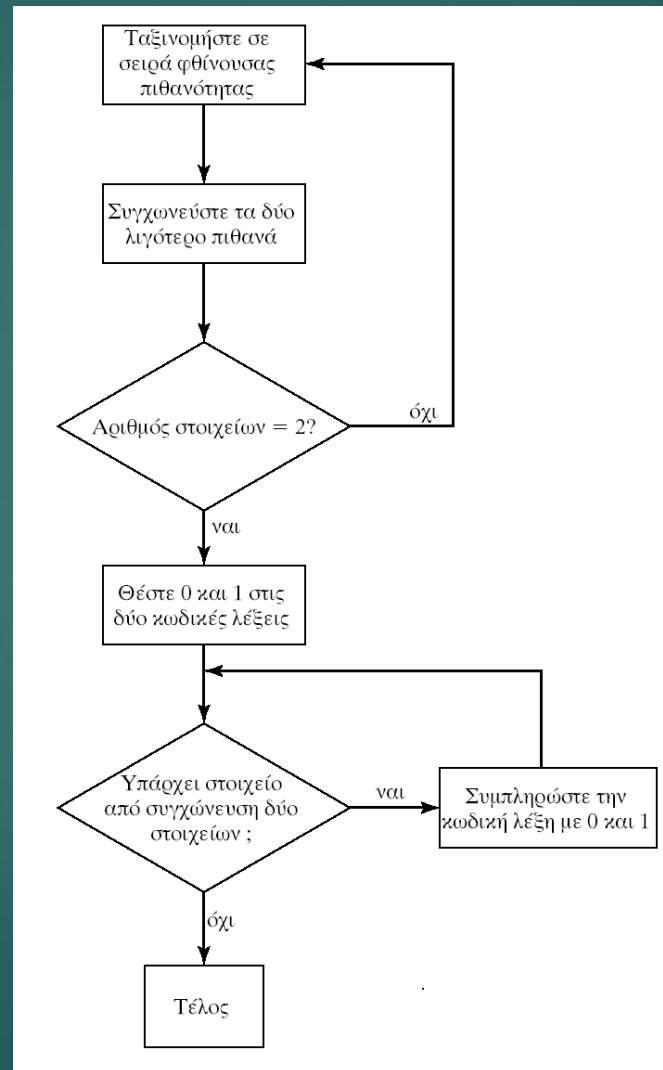 Ταξινομήστε σε
σειρά φθίνουσας
πιθανότητας
Συγχωνεύστε τα δύο
λιγότερο πιθανά
Αριθμός στοιχείων = 2?
όχι
ναι
Θέστε 0 και 1 στις
δύο κωδικές λέξεις
Υπάρχει στοιχείο
από συγχώνευση δύο
στοιχείων ;
ναι
Συμπληρώστε την
κωδική λέξη με 0 και 1
όχι
Τέλος